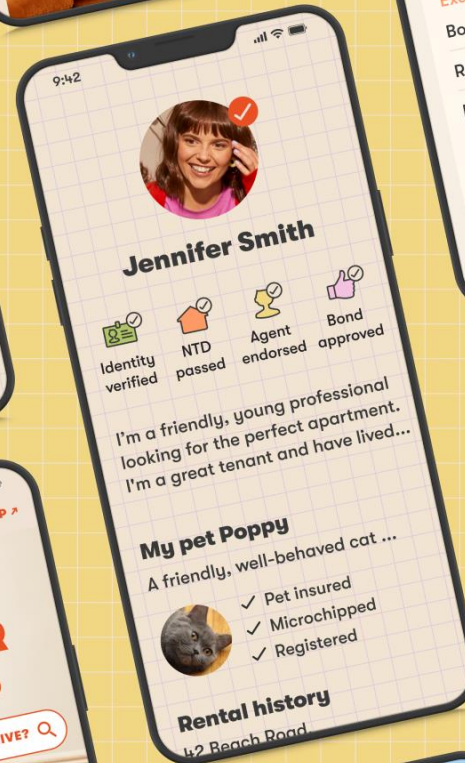 9:42
Jennifer Smith
Identity verified
NTD passed
Agent endorsed
Bond approved
I'm a friendly, young professional
looking for the perfect apartment.
I'm a great tenant and have lived...
My pet Poppy
A friendly, well-behaved cat ...
Pet insured
Microchipped
Registered
Rental history
42 Beach Road